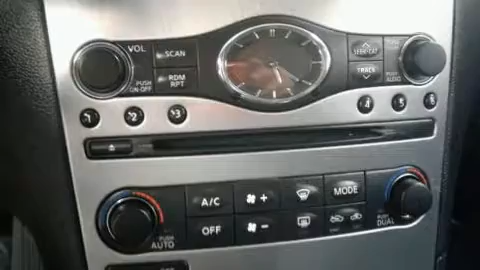 VOL
SCAN
SEEK·CAT
PUSH
ON·OFF
RDM
RPT
TRACK
PUSH
AUDIO
1
2
3
4
5
6
A/C
+
MODE
PUSH
AUTO
OFF
-
PUSH
DUAL